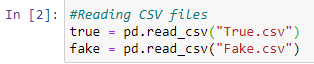 In [2]: #Reading CSV files
true = pd.read_csv("True.csv")
fake = pd.read_csv("Fake.csv")